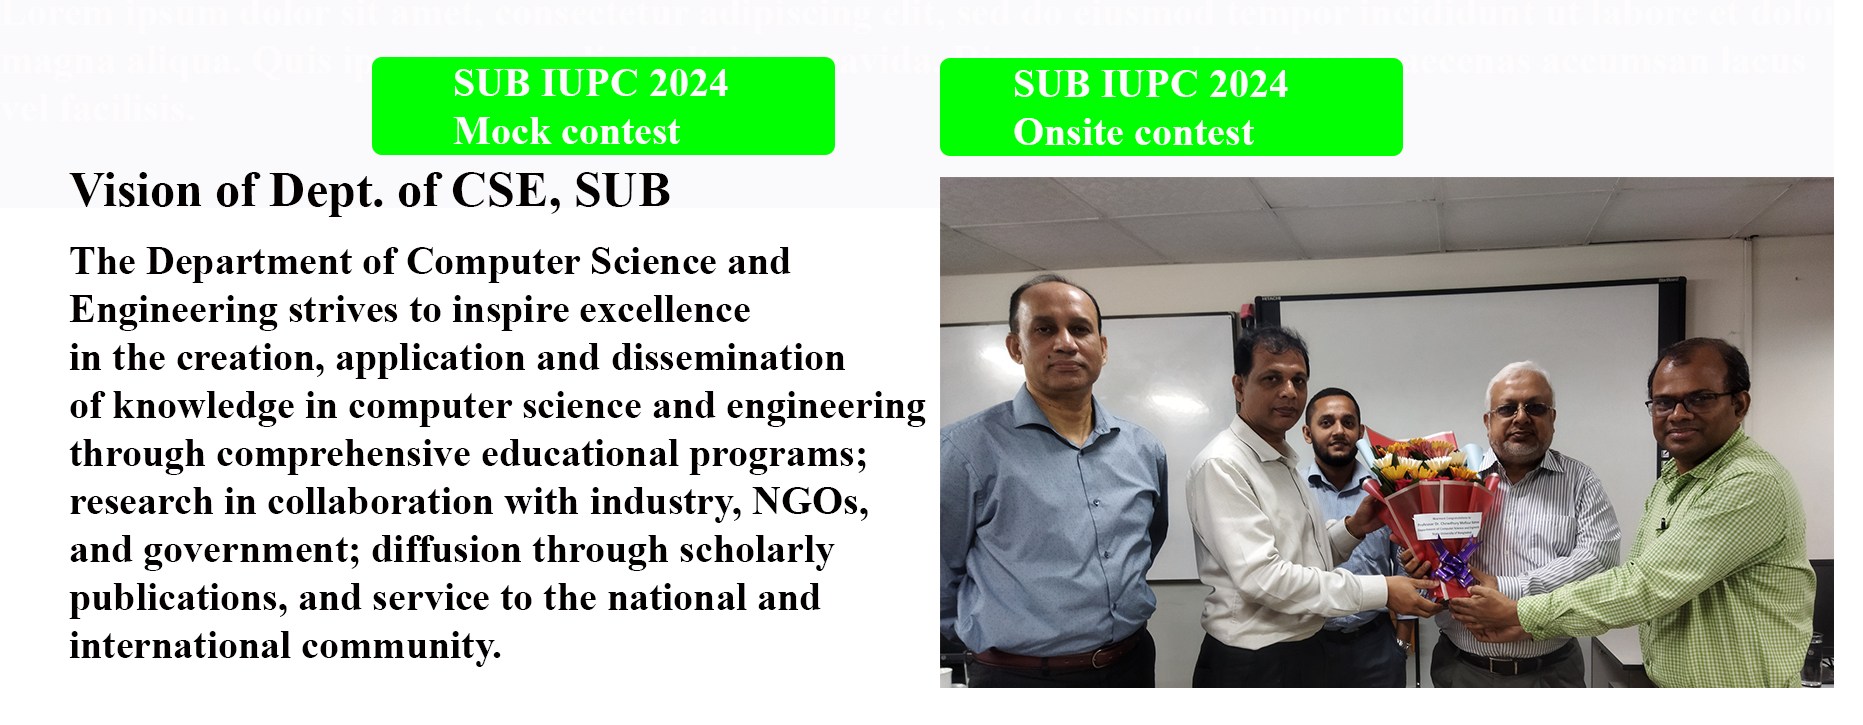 Lorem ipsum dolor sit amet, consectetur adipiscing elit, sed do eiusmod tempor incididunt ut labore et dolor
magna aliqua. Quis ip
vida.
ecenas accumsan lacus
vel facilisis.
SUB IUPC 2024
Mock contest
SUB IUPC 2024
Onsite contest
Vision of Dept. of CSE, SUB
The Department of Computer Science and
Engineering strives to inspire excellence
in the creation, application and dissemination
of knowledge in computer science and engineering
through comprehensive educational programs;
research in collaboration with industry, NGOs,
and government; diffusion through scholarly
publications, and service to the national and
international community.
HITACHI